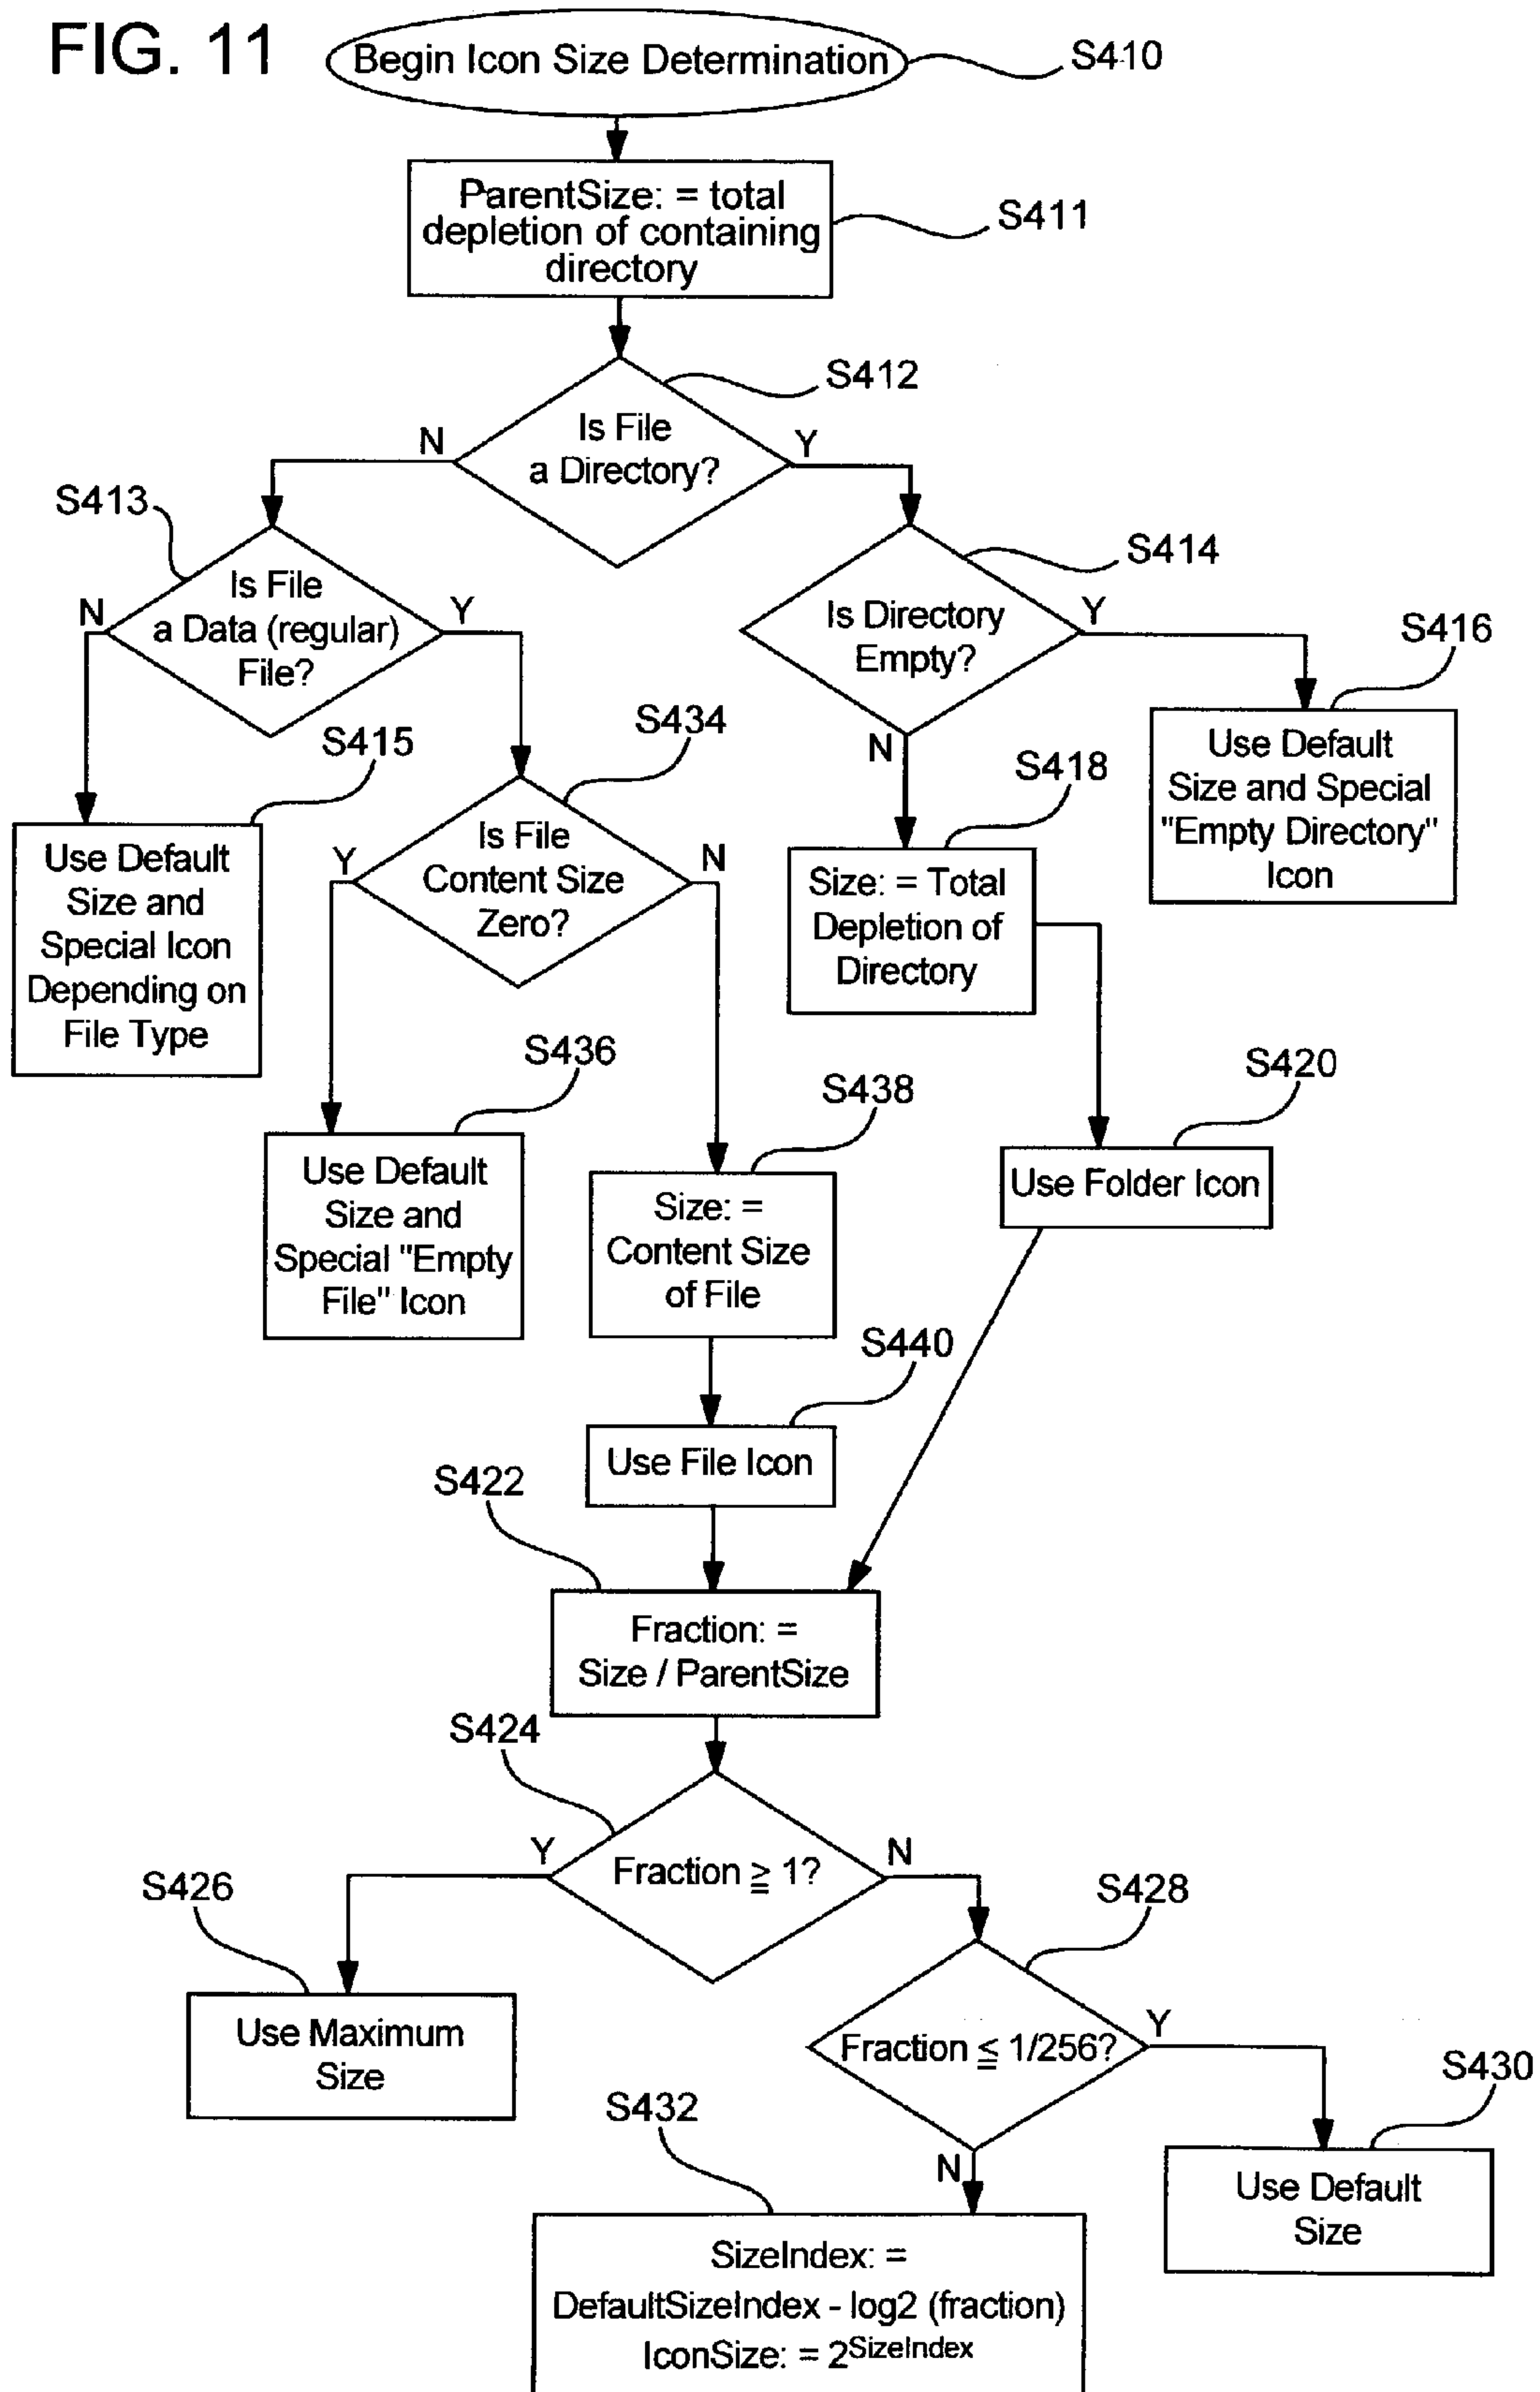 FIG. 11
Begin Icon Size Determination
S410
ParentSize: = total
depletion of containing
directory
S411
S412
Is File
a Directory?
N
Y
S413
Is File
a Data (regular)
File?
N
Y
S414
Is Directory
Empty?
Y
N
S416
Use Default
Size and Special
"Empty Directory"
Icon
S415
Use Default
Size and
Special Icon
Depending on
File Type
S434
Is File
Content Size
Zero?
Y
N
S418
Size: = Total
Depletion of
Directory
S436
Use Default
Size and
Special "Empty
File" Icon
S438
Size: =
Content Size
of File
S420
Use Folder Icon
S440
Use File Icon
S422
Fraction: =
Size / ParentSize
S424
Fraction ≧ 1?
Y
N
S426
Use Maximum
Size
S428
Fraction ≦ 1/256?
Y
N
S430
Use Default
Size
S432
SizeIndex: =
DefaultSizeIndex - log2 (fraction)
IconSize: = 2^SizeIndex